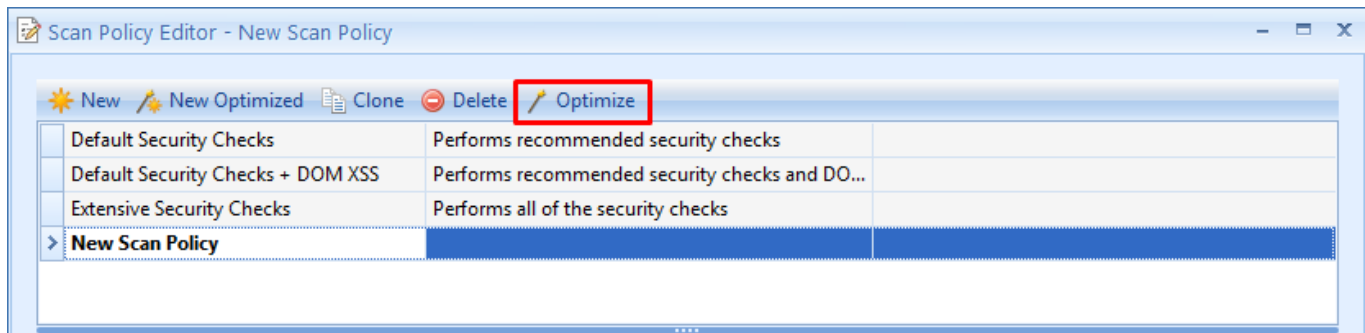 Scan Policy Editor - New Scan Policy
New New Optimized Clone Delete Optimize
Default Security Checks Performs recommended security checks
Default Security Checks + DOM XSS Performs recommended security checks and DO...
Extensive Security Checks Performs all of the security checks
New Scan Policy